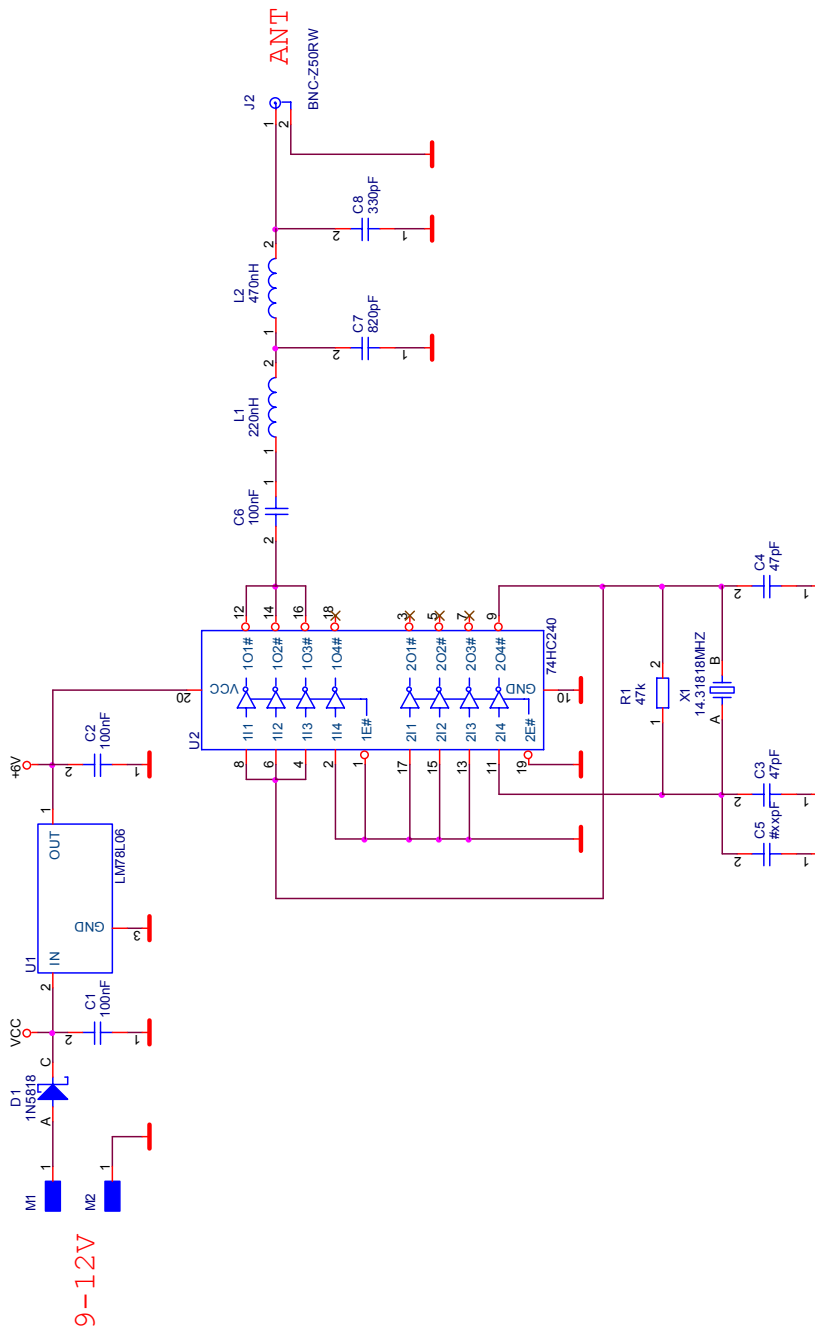 9-12V
M1
1
M2
1
D1
1N5818
A
C
VCC
C1
100nF
2
1
U1
IN
OUT
GND
LM78L06
2
1
3
+6V
C2
100nF
2
1
U2
74HC240
VCC
20
GND
10
8
1I1
1O1#
12
6
1I2
1O2#
14
4
1I3
1O3#
16
2
1I4
1O4#
18
1
1E#
17
2I1
2O1#
3
15
2I2
2O2#
5
13
2I3
2O3#
7
11
2I4
2O4#
9
19
2E#
C6
100nF
2
1
L1
220nH
1
2
C7
820pF
2
1
L2
470nH
1
2
C8
330pF
2
1
J2
1
2
BNC-Z50RW
ANT
R1
47k
1
2
X1
14.31818MHZ
A
B
C5
#xxpF
2
1
C3
47pF
2
1
C4
47pF
2
1